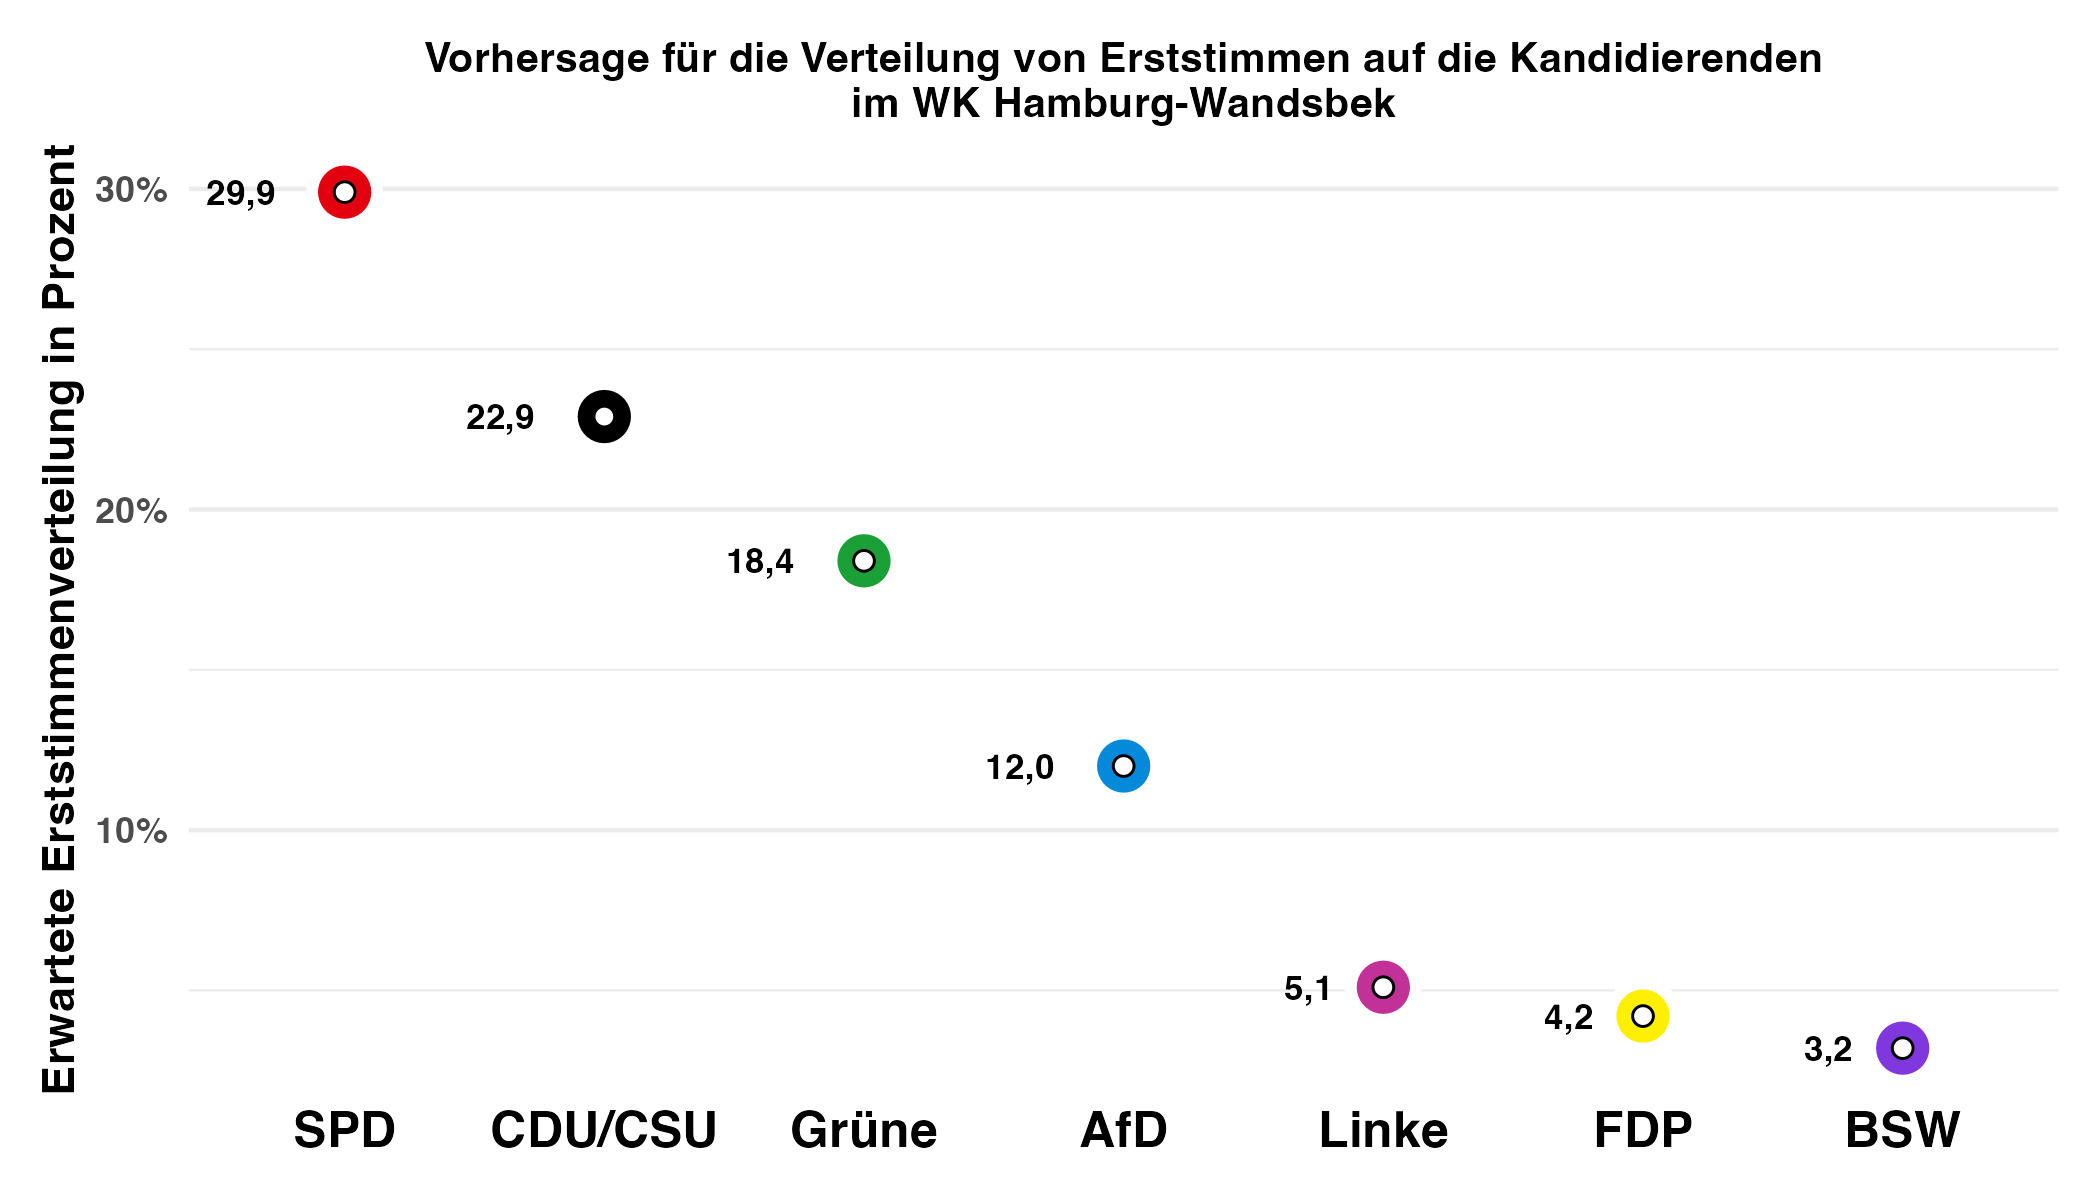 Vorhersage für die Verteilung von Erststimmen auf die Kandidierenden
im WK Hamburg-Wandsbek
Erwartete Erststimmenverteilung in Prozent
30%
20%
10%
29,9
22,9
18,4
12,0
5,1
4,2
3,2
SPD
CDU/CSU
Grüne
AfD
Linke
FDP
BSW